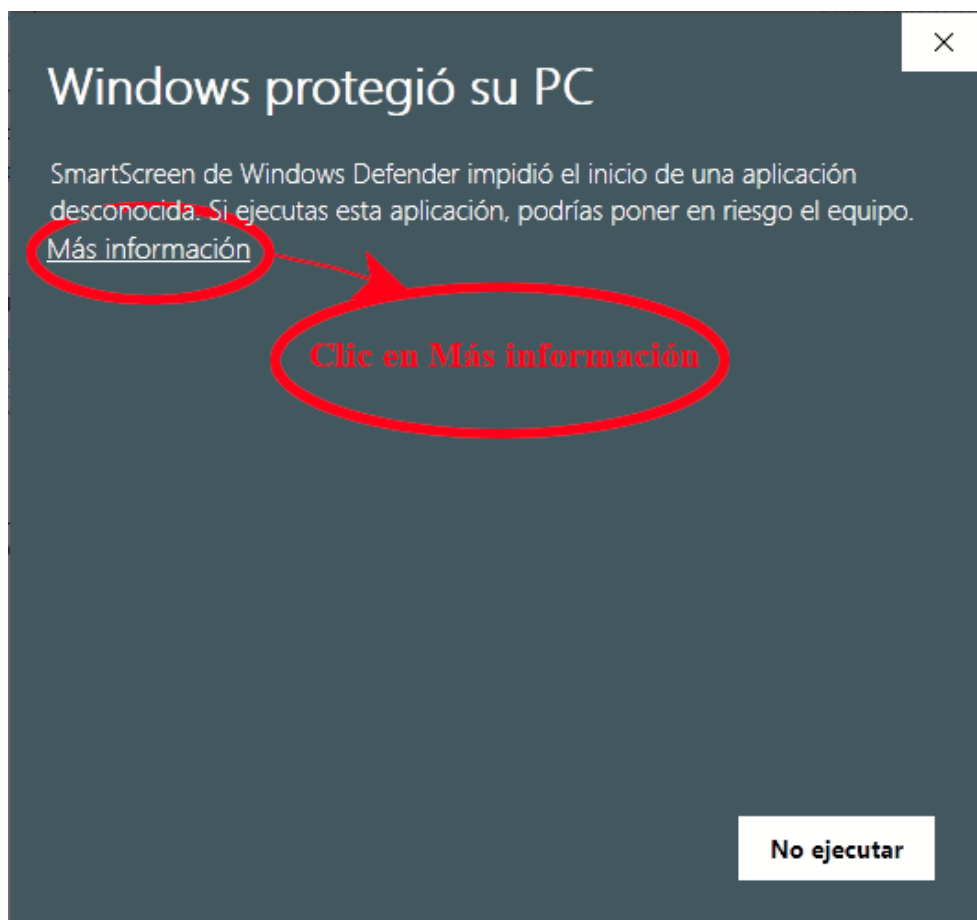 Windows protegió su PC
SmartScreen de Windows Defender impidió el inicio de una aplicación
desconocida. Si ejecutas esta aplicación, podrías poner en riesgo el equipo.
Más información
Clic en Más información
No ejecutar